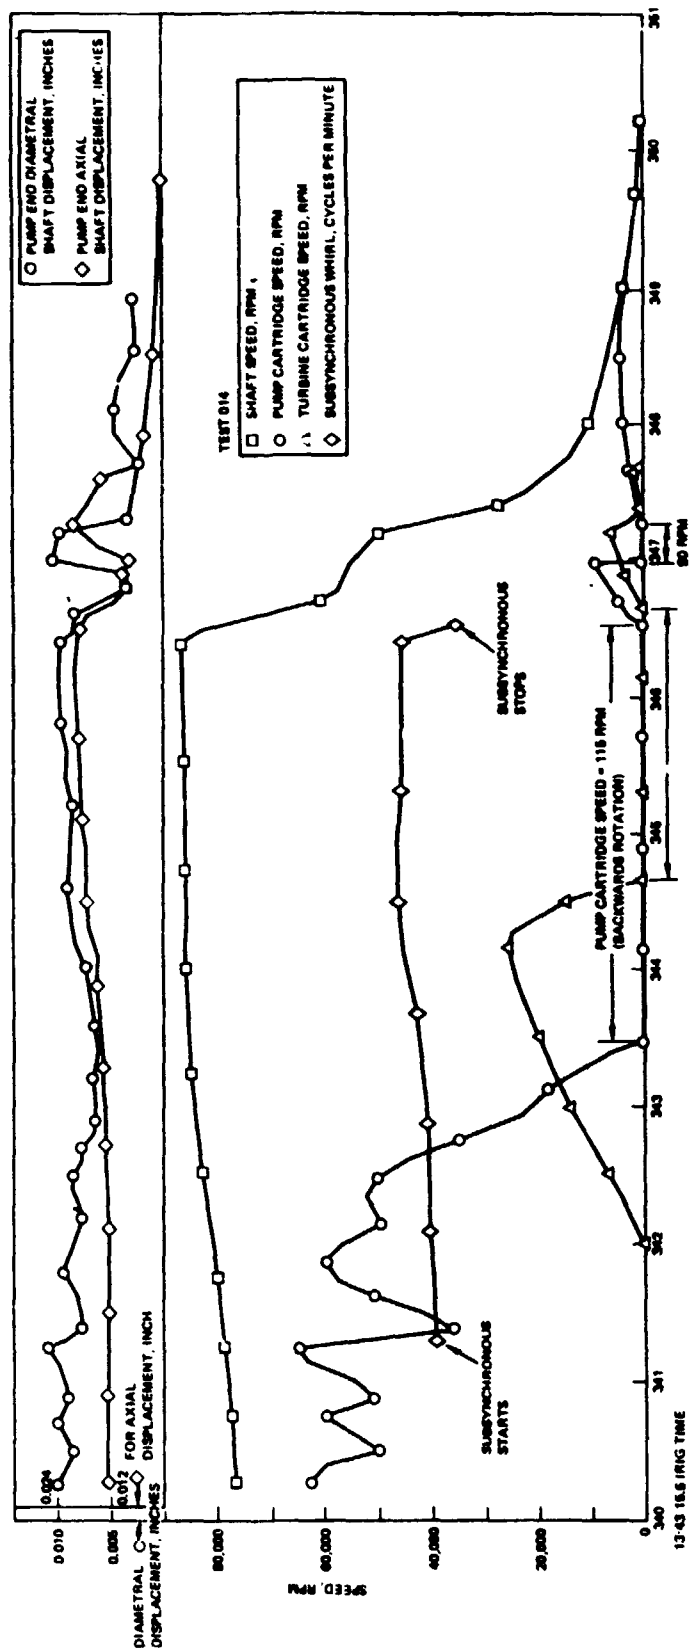 ○ PUMP END DIAMETRAL
SHAFT DISPLACEMENT, INCHES
◇ PUMP END AXIAL
SHAFT DISPLACEMENT, INCHES
0.024
0.010
0.012
0.005
◇ FOR AXIAL
DISPLACEMENT, INCH
DIAMETRAL ○
DISPLACEMENT, INCHES
TEST 014
□ SHAFT SPEED, RPM
○ PUMP CARTRIDGE SPEED, RPM
△ TURBINE CARTRIDGE SPEED, RPM
◇ SUBSYNCHRONOUS WHIRL, CYCLES PER MINUTE
80,000
60,000
40,000
20,000
0
SPEED, RPM
SUBSYNCHRONOUS
STARTS
SUBSYNCHRONOUS
STOPS
PUMP CARTRIDGE SPEED = 115 RPM
(BACKWARDS ROTATION)
90 RPM
340
341
342
343
344
345
346
347
348
349
350
351
13:43 15.5 IRIG TIME